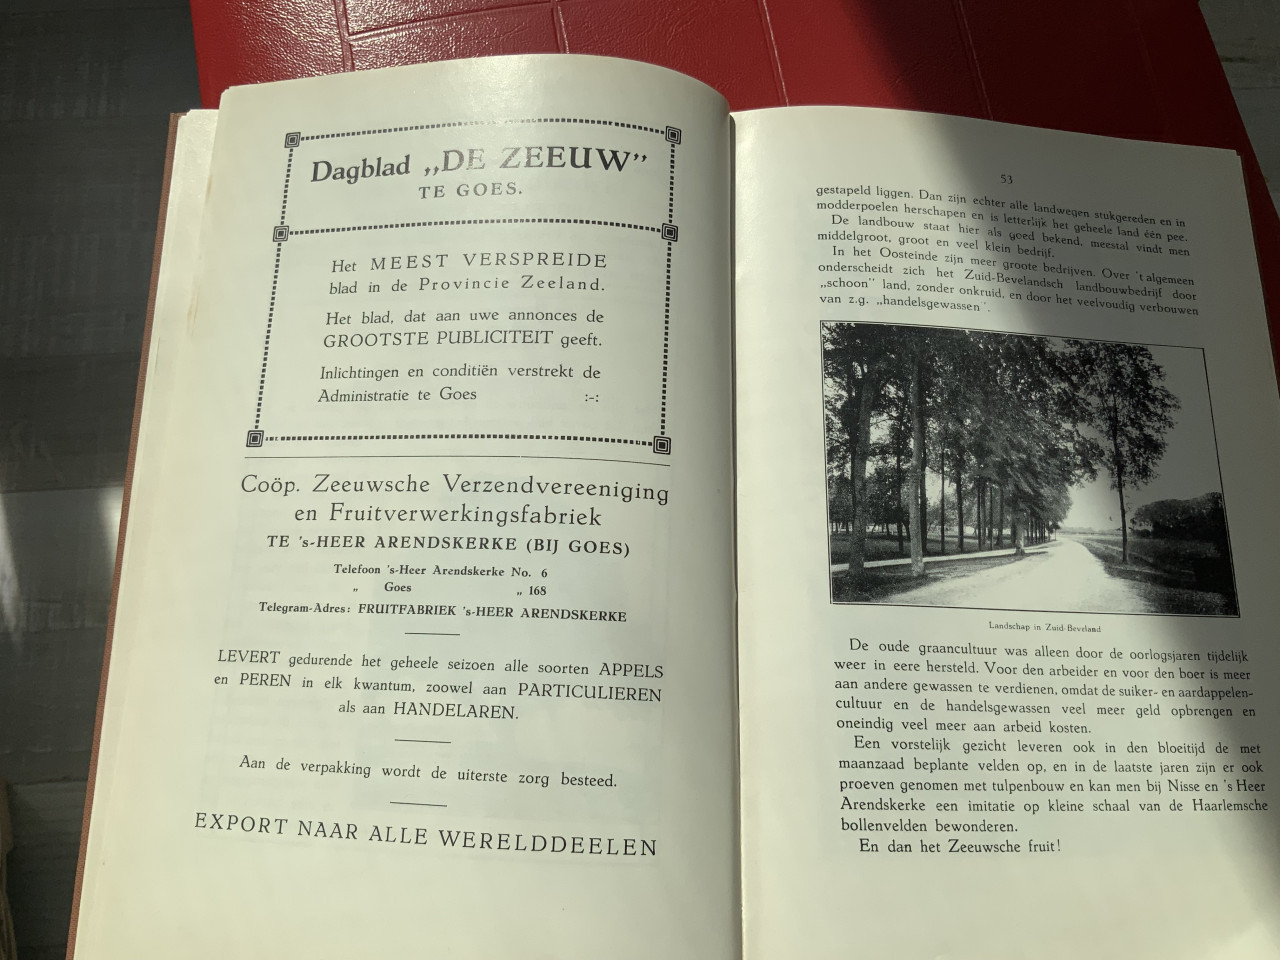 Dagblad „DE ZEEUW”
TE GOES.
Het MEEST VERSPREIDE
blad in de Provincie Zeeland.
Het blad, dat aan uwe annonces de
GROOTSTE PUBLICITEIT geeft.
Inlichtingen en conditiën verstrekt de
Administratie te Goes :-:
Coöp. Zeeuwsche Verzendvereeniging
en Fruitverwerkingsfabriek
TE 's-HEER ARENDSKERKE (BIJ GOES)
Telefoon 's-Heer Arendskerke No. 6
„ Goes „ 168
Telegram-Adres: FRUITFABRIEK 's-HEER ARENDSKERKE
LEVERT gedurende het geheele seizoen alle soorten APPELS
en PEREN in elk kwantum, zoowel aan PARTICULIEREN
als aan HANDELAREN.
Aan de verpakking wordt de uiterste zorg besteed.
EXPORT NAAR ALLE WERELDDEELEN
53
gestapeld liggen. Dan zijn echter alle landwegen stukgereden en in
modderpoelen herschapen en is letterlijk het geheele land één pee.
De landbouw staat hier als goed bekend, meestal vindt men
middelgroot, groot en veel klein bedrijf.
In het Oosteinde zijn meer groote bedrijven. Over 't algemeen
onderscheidt zich het Zuid-Bevelandsch landbouwbedrijf door
„schoon” land, zonder onkruid, en door het veelvoudig verbouwen
van z.g. „handelsgewassen'.
Landschap in Zuid-Beveland
De oude graancultuur was alleen door de oorlogsjaren tijdelijk
weer in eere hersteld. Voor den arbeider en voor den boer is meer
aan andere gewassen te verdienen, omdat de suiker- en aardappelen-
cultuur en de handelsgewassen veel meer geld opbrengen en
oneindig veel meer aan arbeid kosten.
Een vorstelijk gezicht leveren ook in den bloeitijd de met
maanzaad beplante velden op, en in de laatste jaren zijn er ook
proeven genomen met tulpenbouw en kan men bij Nisse en 's Heer
Arendskerke een imitatie op kleine schaal van de Haarlemsche
bollenvelden bewonderen.
En dan het Zeeuwsche fruit!